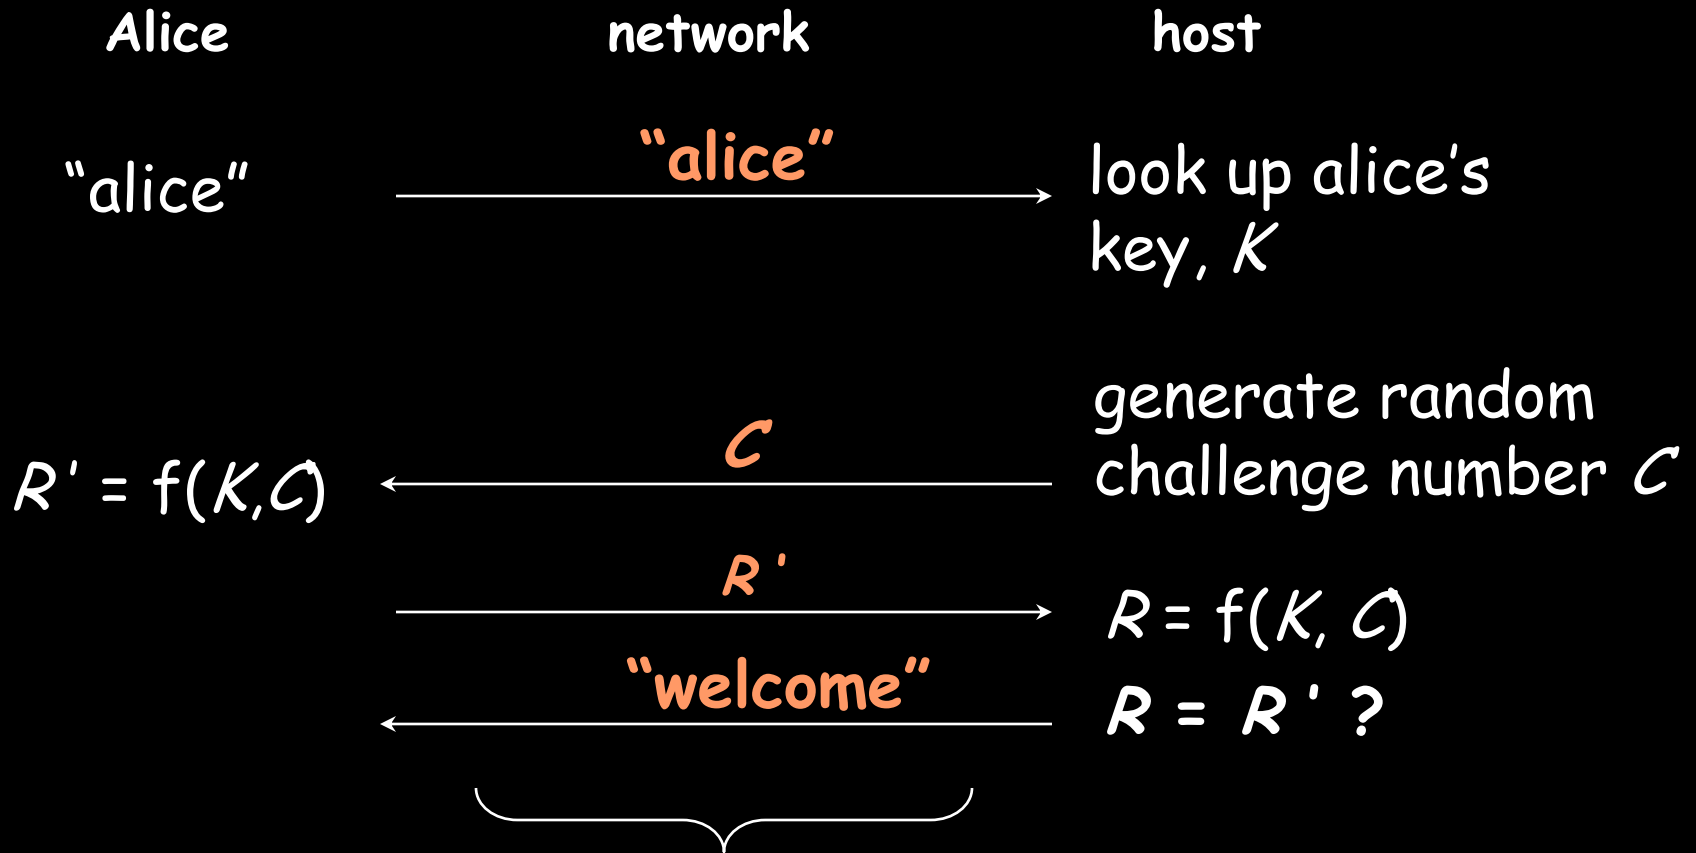 Alice network host
“alice” “alice” look up alice’s
key, K
generate random
C challenge number C
R' = f(K,C)
R' R = f(K, C)
“welcome” R = R' ?